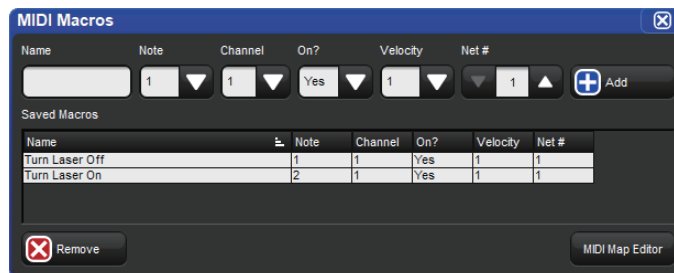 MIDI Macros
Name Note Channel On? Velocity Net #
1 1 Yes 1 1 Add
Saved Macros
Name Note Channel On? Velocity Net #
Turn Laser Off 1 1 Yes 1 1
Turn Laser On 2 1 Yes 1 1
Remove MIDI Map Editor